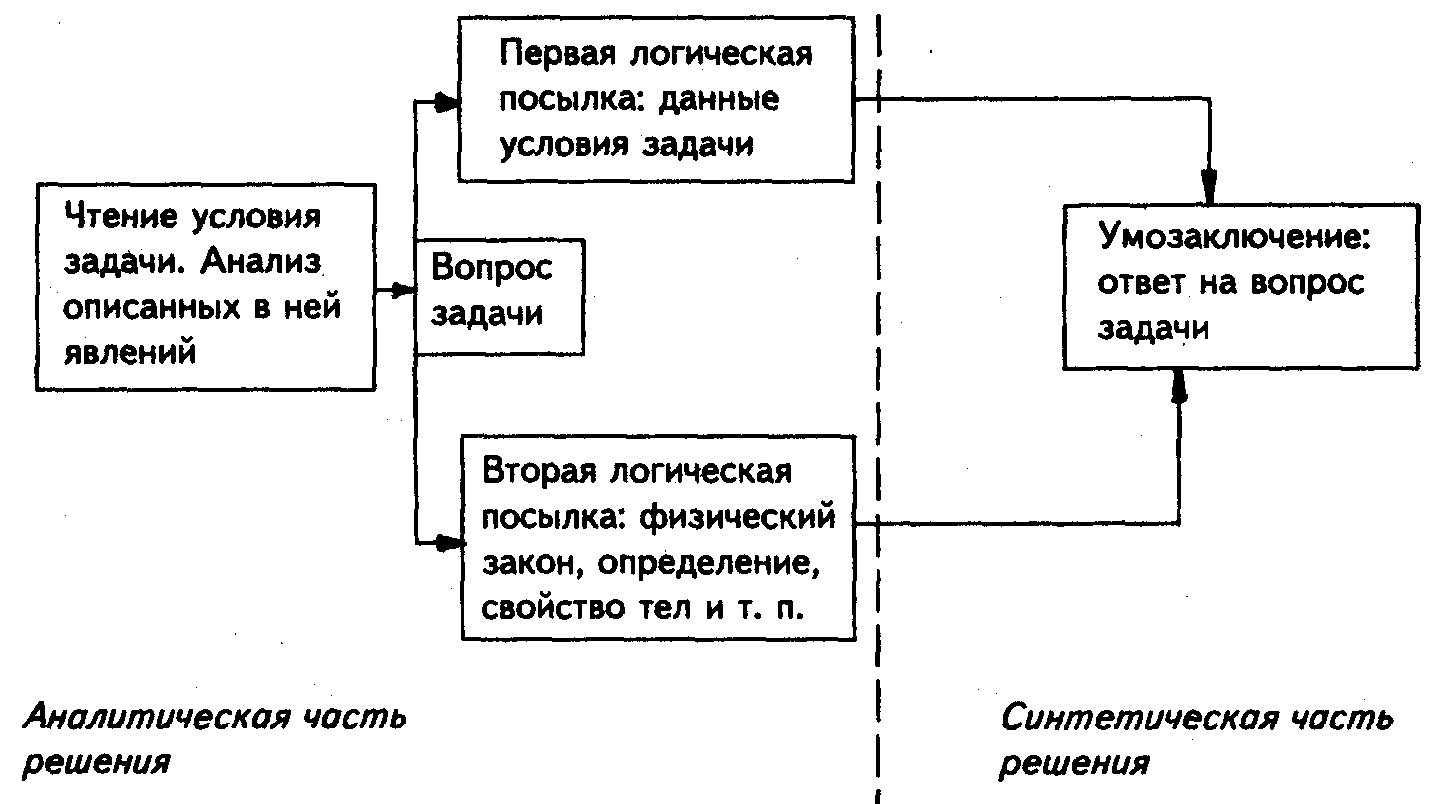 Первая логическая
посылка: данные
условия задачи
Чтение условия
задачи. Анализ
описанных в ней
явлений
Вопрос
задачи
Умозаключение:
ответ на вопрос
задачи
Вторая логическая
посылка: физический
закон, определение,
свойство тел и т. п.
Аналитическая часть
решения
Синтетическая часть
решения